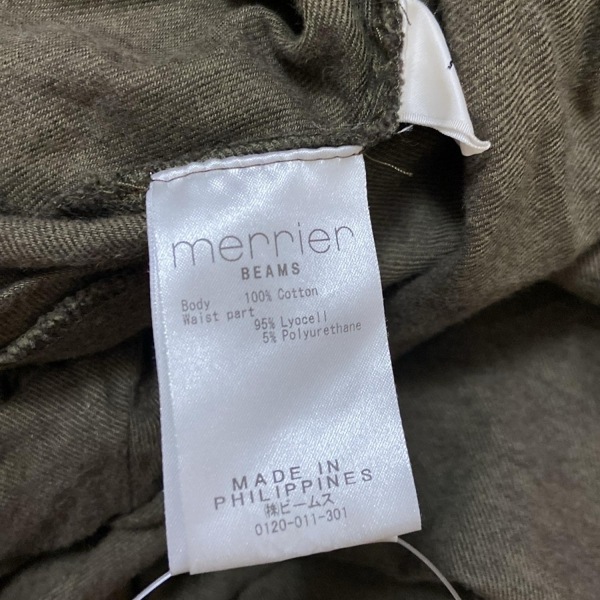 merrier
BEAMS
Body 100% Cotton
Waist part
95% Lyocell
5% Polyurethane
MADE IN
PHILIPPINES
㈱ビームス
0120-011-301